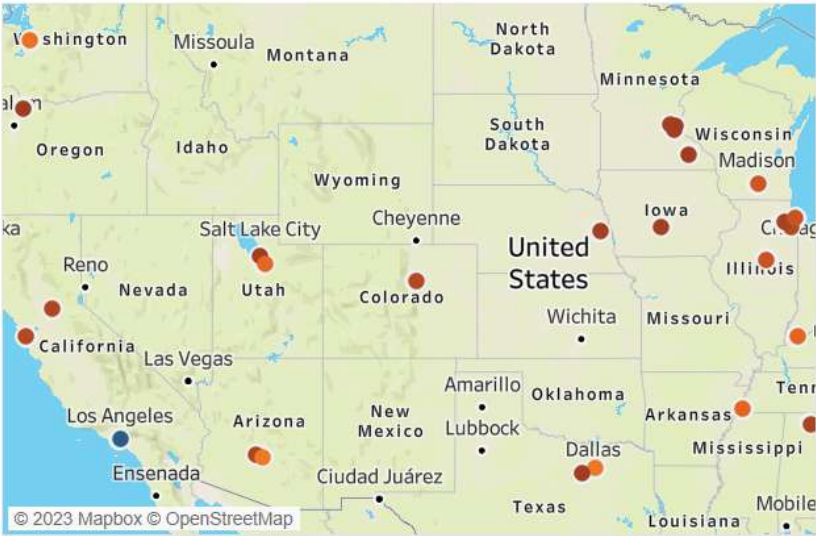 Washington
Missoula
Montana
North
Dakota
Minnesota
Oregon
Idaho
South
Dakota
Wisconsin
Madison
Wyoming
Iowa
Salt Lake City
Cheyenne
United
States
Reno
Nevada
Utah
Colorado
Illinois
Wichita
Missouri
California
Las Vegas
Amarillo
Oklahoma
Los Angeles
Arizona
New
Mexico
Lubbock
Arkansas
Mississippi
Ensenada
Ciudad Juárez
Dallas
Texas
Louisiana
Mobile
© 2023 Mapbox © OpenStreetMap